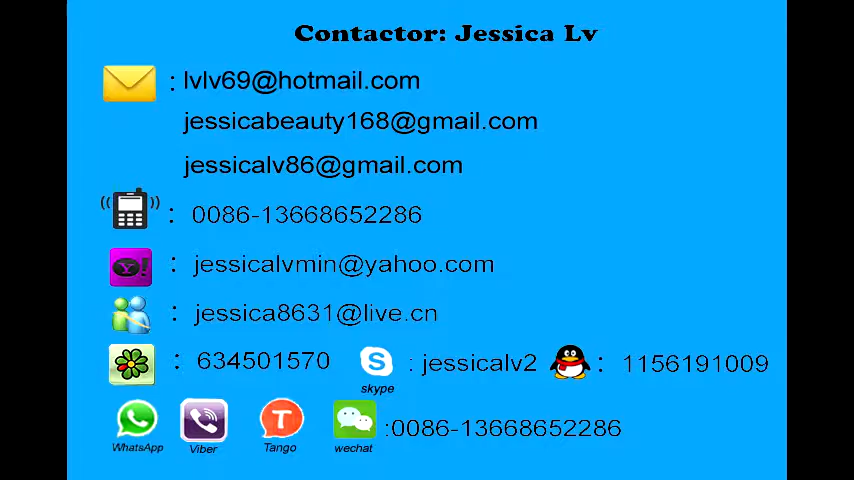 Contactor: Jessica Lv
: lvlv69@hotmail.com
jessicabeauty168@gmail.com
jessicalv86@gmail.com
: 0086-13668652286
Y! : jessicalvmin@yahoo.com
: jessica8631@live.cn
: 634501570 S skype : jessicalv2 : 1156191009
WhatsApp Viber T Tango wechat :0086-13668652286